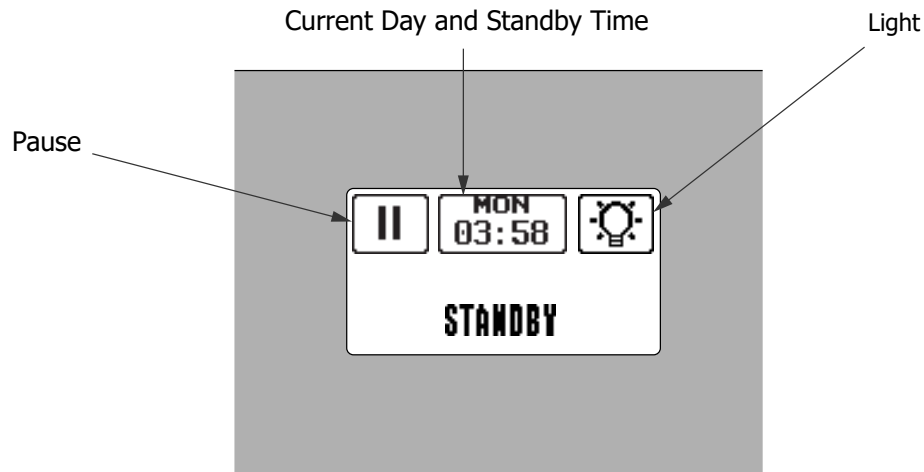 Current Day and Standby Time
Light
Pause
MON
03:58
STANDBY